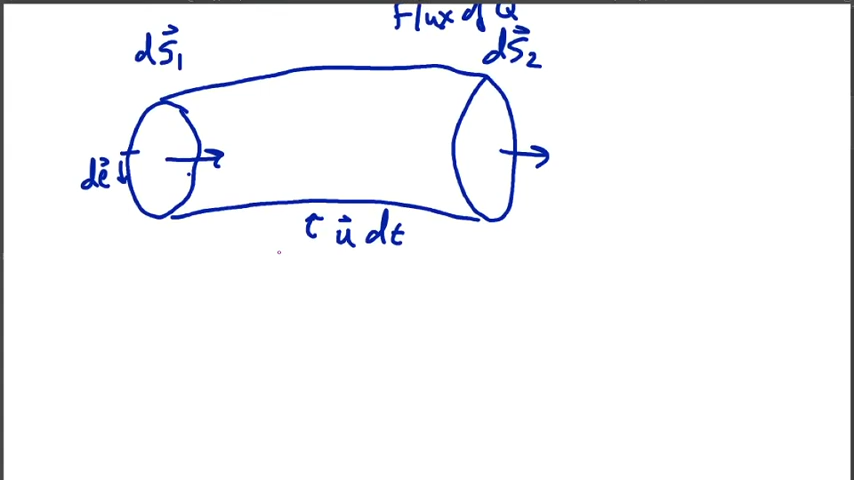 Flux of Q
dS⃗₁
dS⃗₂
dℓ⃗
τ u⃗ dt